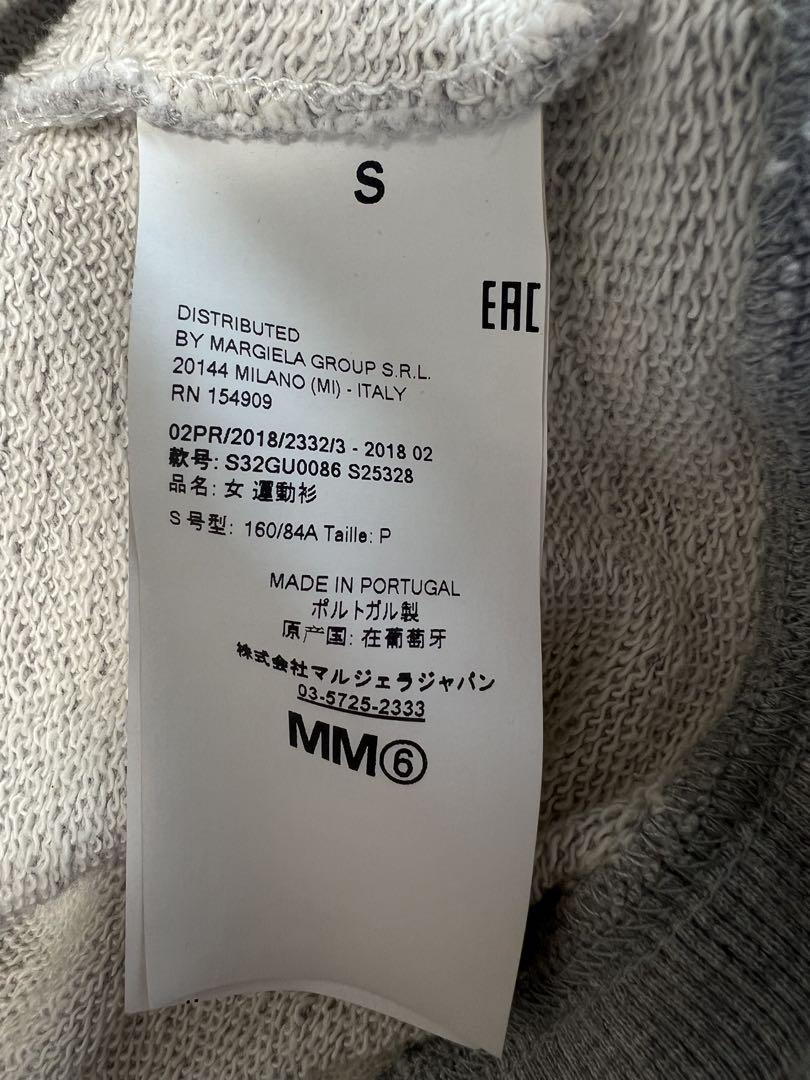 S
EAC
DISTRIBUTED
BY MARGIELA GROUP S.R.L.
20144 MILANO (MI) - ITALY
RN 154909
02PR/2018/2332/3 - 2018 02
款号: S32GU0086 S25328
品名: 女 運動衫
S 号型: 160/84A Taille: P
MADE IN PORTUGAL
ポルトガル製
原产国: 在葡萄牙
株式会社マルジェラジャパン
03-5725-2333
MM⑥